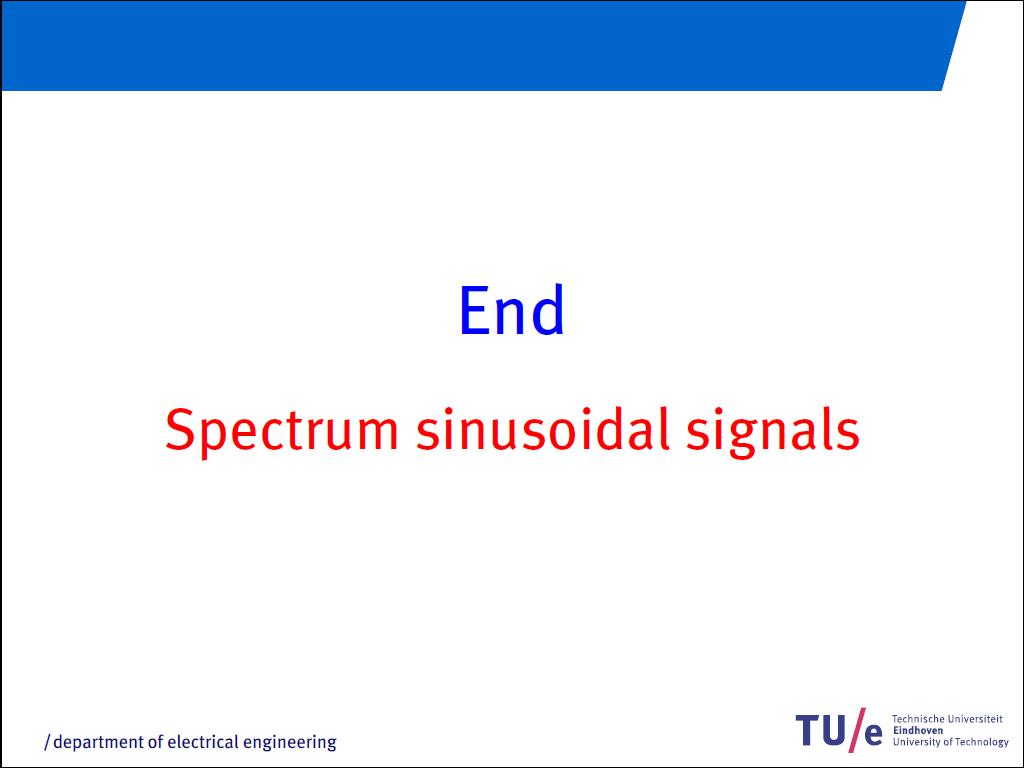 End
Spectrum sinusoidal signals
/ department of electrical engineering
TU/e
Technische Universiteit
Eindhoven
University of Technology